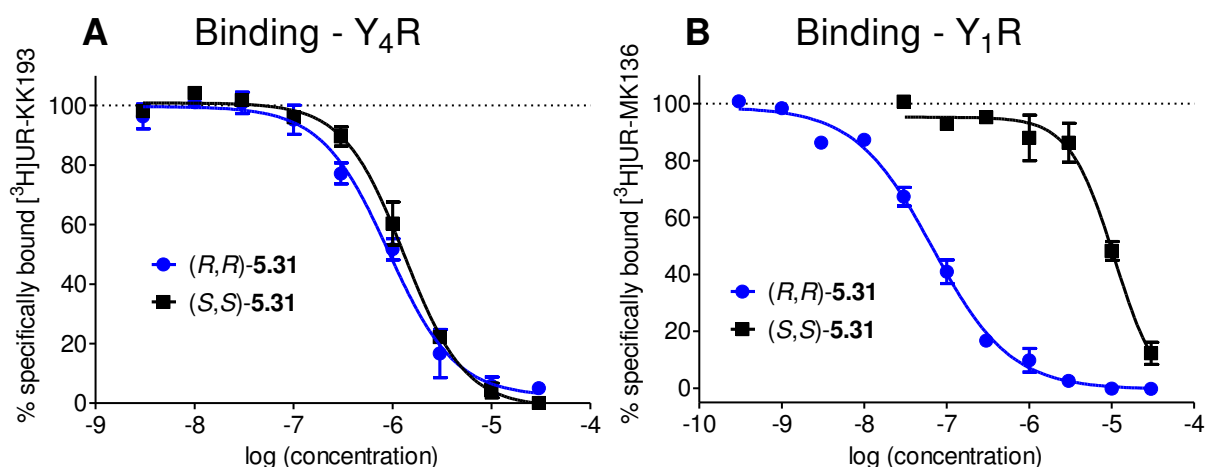 A
Binding - Y₄R
% specifically bound [³H]UR-KK193
100
80
60
40
20
0
(R,R)-5.31
(S,S)-5.31
-9
-8
-7
-6
-5
-4
log (concentration)
B
Binding - Y₁R
% specifically bound [³H]UR-MK136
100
80
60
40
20
0
(R,R)-5.31
(S,S)-5.31
-10
-9
-8
-7
-6
-5
-4
log (concentration)